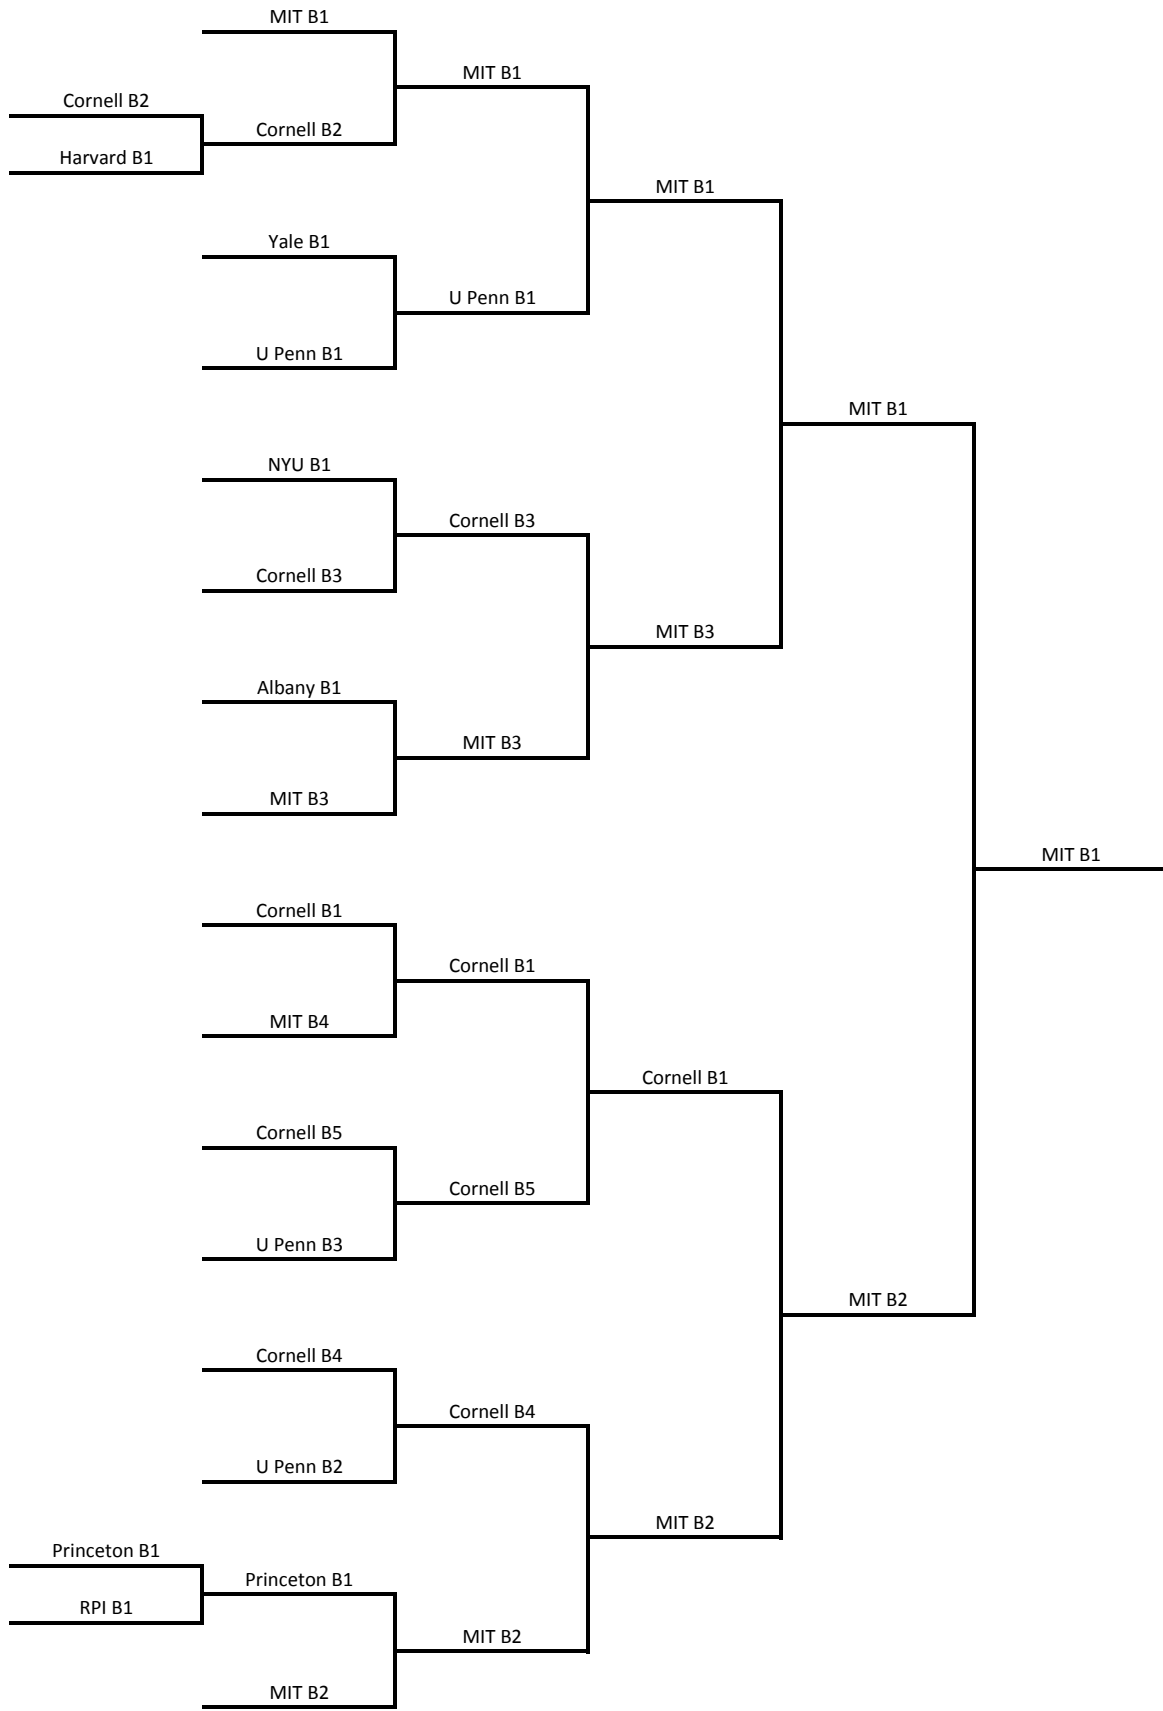 MIT B1
MIT B1
Cornell B2
Cornell B2
Harvard B1
MIT B1
Yale B1
U Penn B1
U Penn B1
MIT B1
NYU B1
Cornell B3
Cornell B3
MIT B3
Albany B1
MIT B3
MIT B3
MIT B1
Cornell B1
Cornell B1
MIT B4
Cornell B1
Cornell B5
Cornell B5
U Penn B3
MIT B2
Cornell B4
Cornell B4
U Penn B2
MIT B2
Princeton B1
Princeton B1
RPI B1
MIT B2
MIT B2